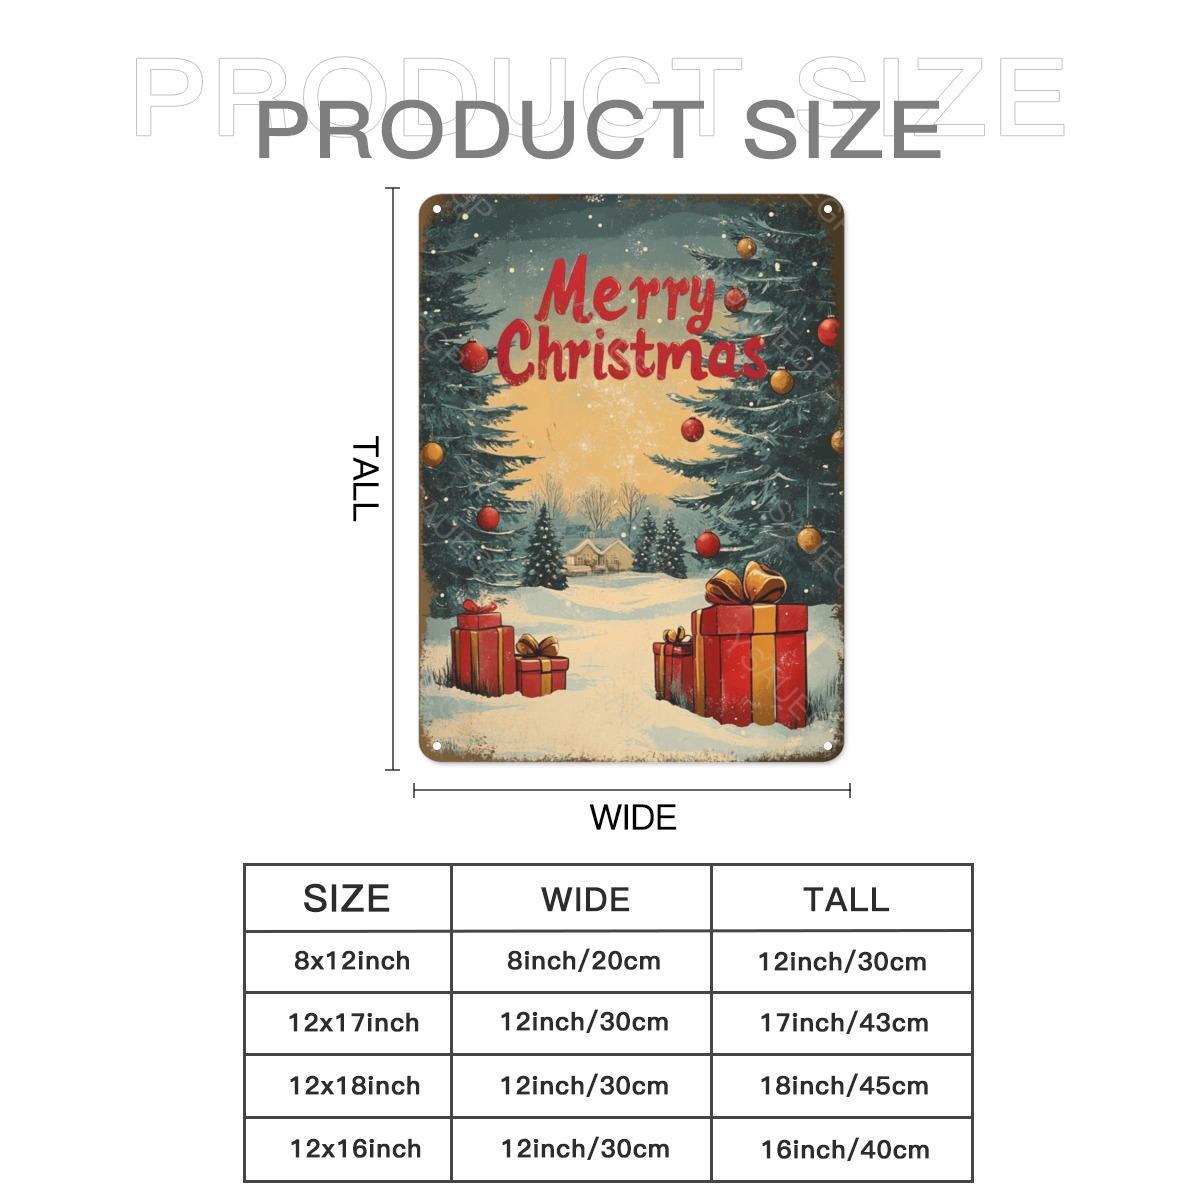 PRODUCT SIZE
PRODUCT SIZE
Merry
Christmas
TALL
WIDE
SIZE WIDE TALL
8x12inch 8inch/20cm 12inch/30cm
12x17inch 12inch/30cm 17inch/43cm
12x18inch 12inch/30cm 18inch/45cm
12x16inch 12inch/30cm 16inch/40cm